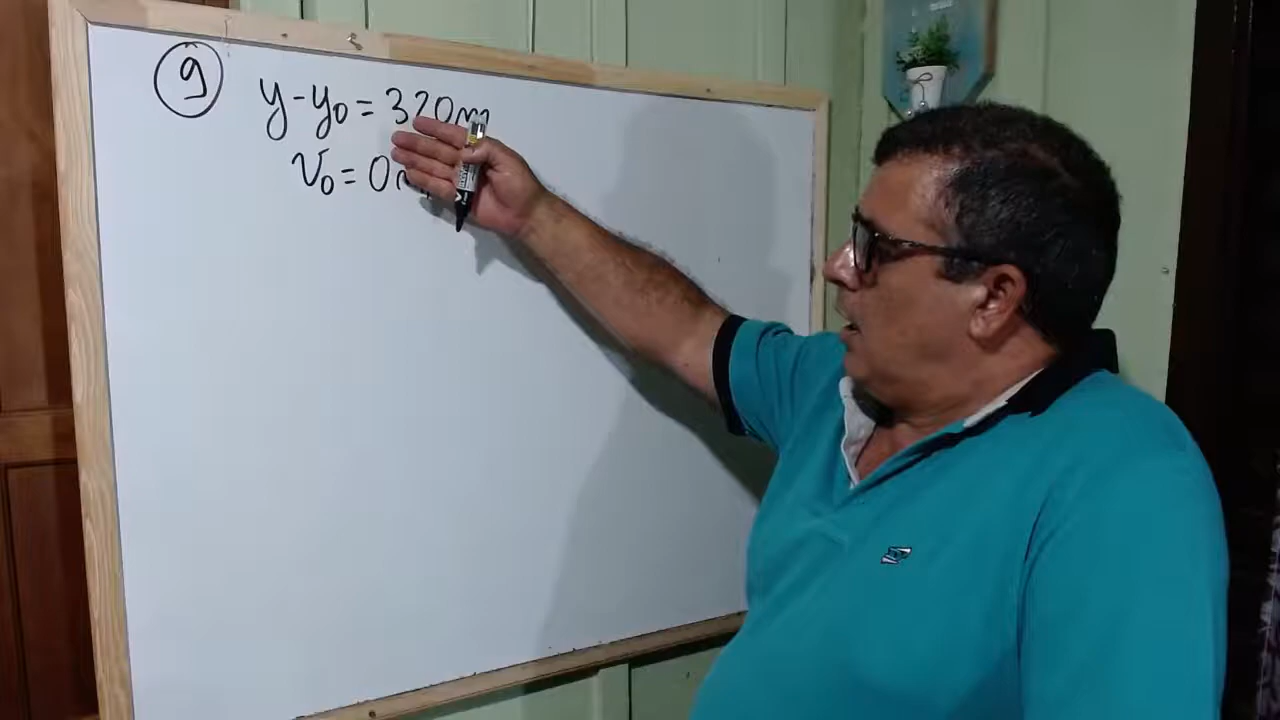 9
y-y₀ = 320m
v₀ = 0